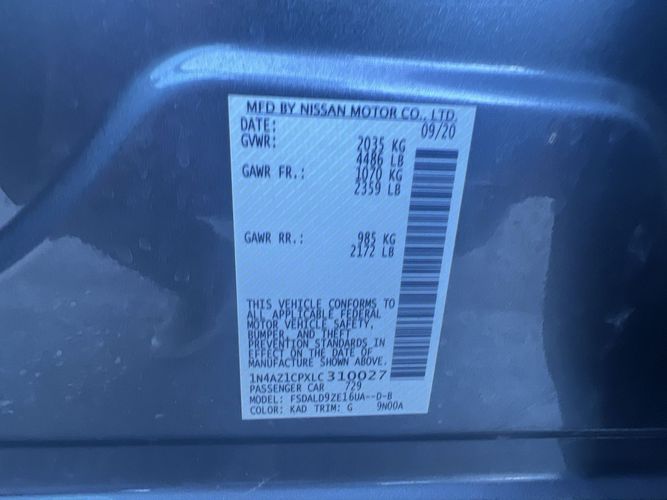 MFD BY NISSAN MOTOR CO., LTD.
DATE: 09/20
GVWR: 2035 KG
4486 LB
GAWR FR.: 1070 KG
2359 LB
GAWR RR.: 985 KG
2172 LB
THIS VEHICLE CONFORMS TO
ALL APPLICABLE FEDERAL
MOTOR VEHICLE SAFETY,
BUMPER, AND THEFT
PREVENTION STANDARDS IN
EFFECT ON THE DATE OF
MANUFACTURE SHOWN ABOVE.
1N4AZ1CPXLC310027
PASSENGER CAR 729
MODEL: FSDALD9ZE16UA--D-B
COLOR: KAD TRIM: G 9N00A